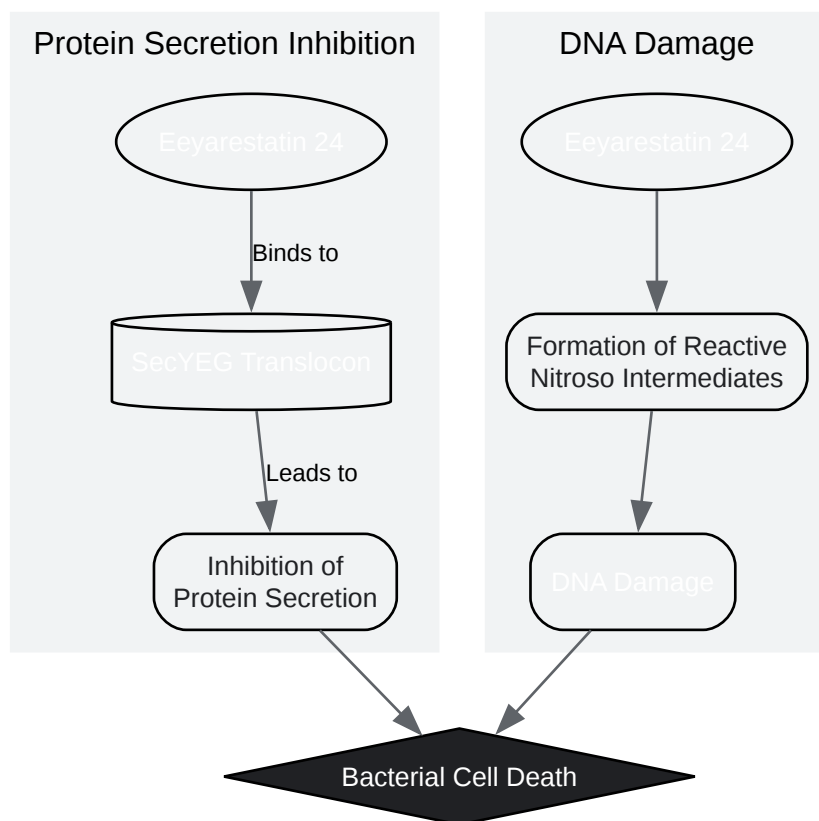 Protein Secretion Inhibition
Eeyarestatin 24
Binds to
SecYEG Translocon
Leads to
Inhibition of
Protein Secretion
DNA Damage
Eeyarestatin 24
Formation of Reactive
Nitroso Intermediates
DNA Damage
Bacterial Cell Death